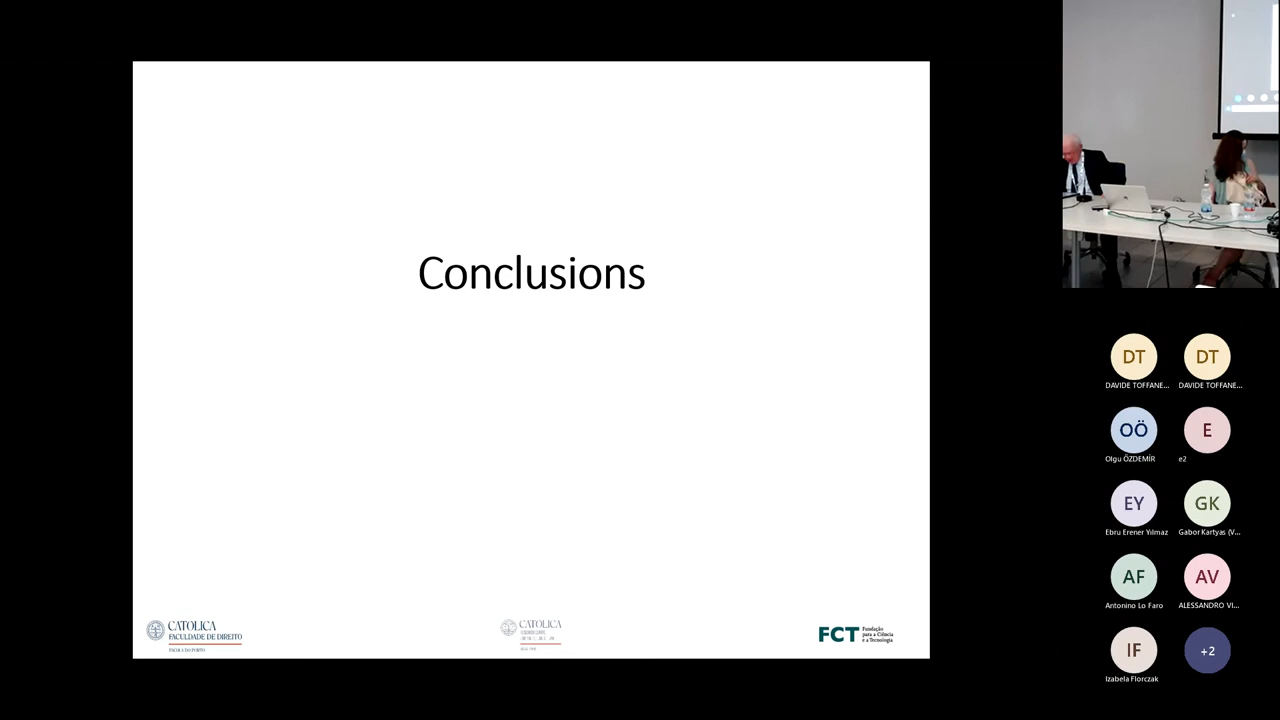 Conclusions
CATOLICA
FACULDADE DE DIREITO
ESCOLA DO PORTO
CATOLICA
FCT
Fundação
para a Ciência
e a Tecnologia
DT
DT
DAVIDE TOFFANE...
DAVIDE TOFFANE...
OÖ
E
Olgu ÖZDEMİR
e2
EY
GK
Ebru Erener Yılmaz
Gabor Kartyas (V...
AF
AV
Antonino Lo Faro
ALESSANDRO VI...
IF
+2
Izabela Florczak